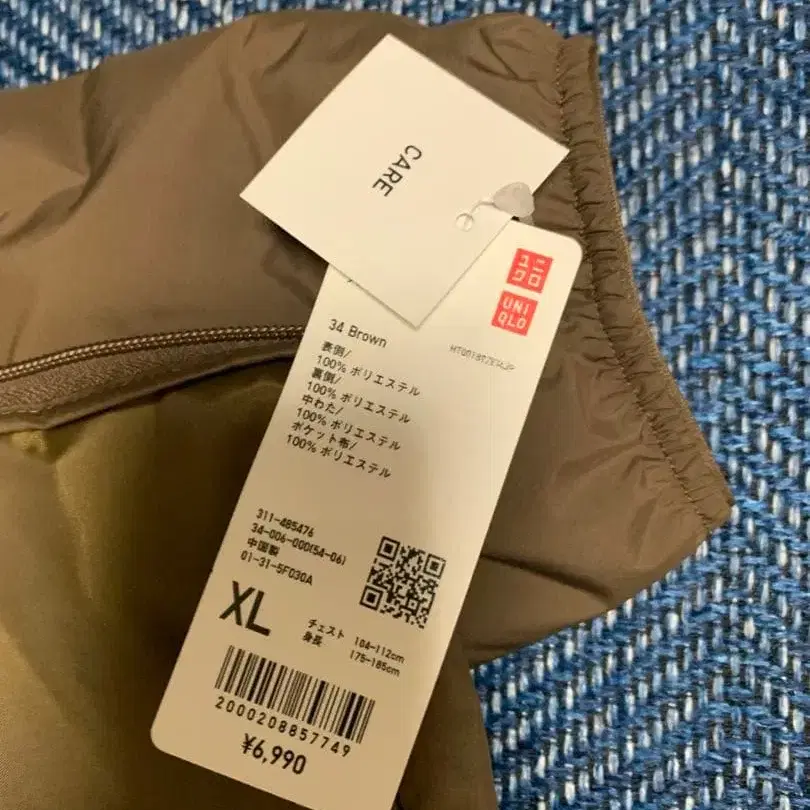 CARE
ユニ
クロ
UNI
QLO
34 Brown
表側/
100% ポリエステル
裏側/
100% ポリエステル
中わた/
100% ポリエステル
ポケット布/
100% ポリエステル
311-485476
34-006-000(54-06)
中国製
01-31-5F030A
XL
チェスト 104-112cm
身長 175-185cm
2000208857749
¥6,990